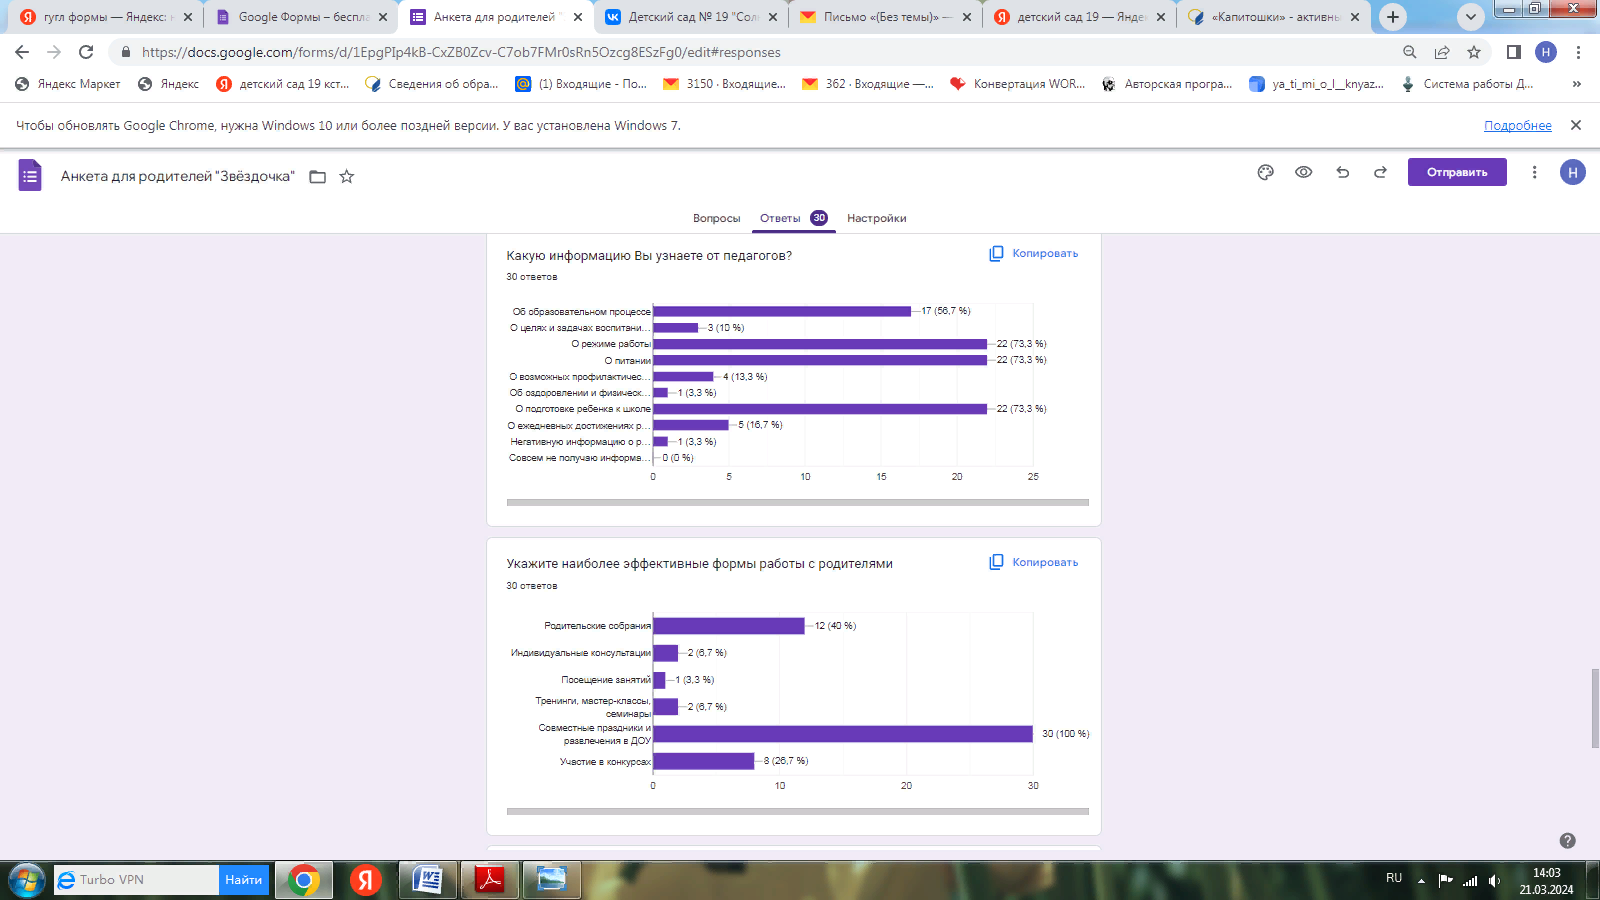 гугл формы — Яндекс: н
Google Формы – беспла
Анкета для родителей "
Детский сад № 19 "Солн
Письмо «(Без темы)» —
детский сад 19 — Яндек
«Капитошки» - активны
https://docs.google.com/forms/d/1EpgPIp4kB-CxZB0Zcv-C7ob7FMr0sRn5Ozcg8ESzFg0/edit#responses
Н
Яндекс Маркет
Яндекс
детский сад 19 кст...
Сведения об обра...
(1) Входящие - По...
3150 · Входящие...
362 · Входящие —...
Конвертация WOR...
Авторская програ...
ya_ti_mi_o_l__knyaz...
Система работы Д...
»
Чтобы обновлять Google Chrome, нужна Windows 10 или более поздней версии. У вас установлена Windows 7.
Подробнее
Анкета для родителей "Звёздочка"
Отправить
Н
Вопросы
Ответы 30
Настройки
Какую информацию Вы узнаете от педагогов?
Копировать
30 ответов
Об образовательном процессе 17 (56,7 %)
О целях и задачах воспитани... 3 (10 %)
О режиме работы 22 (73,3 %)
О питании 22 (73,3 %)
О возможных профилактичес... 4 (13,3 %)
Об оздоровлении и физическ... 1 (3,3 %)
О подготовке ребенка к школе 22 (73,3 %)
О ежедневных достижениях р... 5 (16,7 %)
Негативную информацию о р... 1 (3,3 %)
Совсем не получаю информа... 0 (0 %)
0 5 10 15 20 25
Укажите наиболее эффективные формы работы с родителями
Копировать
30 ответов
Родительские собрания 12 (40 %)
Индивидуальные консультации 2 (6,7 %)
Посещение занятий 1 (3,3 %)
Тренинги, мастер-классы,
семинары 2 (6,7 %)
Совместные праздники и
развлечения в ДОУ 30 (100 %)
Участие в конкурсах 8 (26,7 %)
0 10 20 30
Turbo VPN
Найти
RU
14:03
21.03.2024